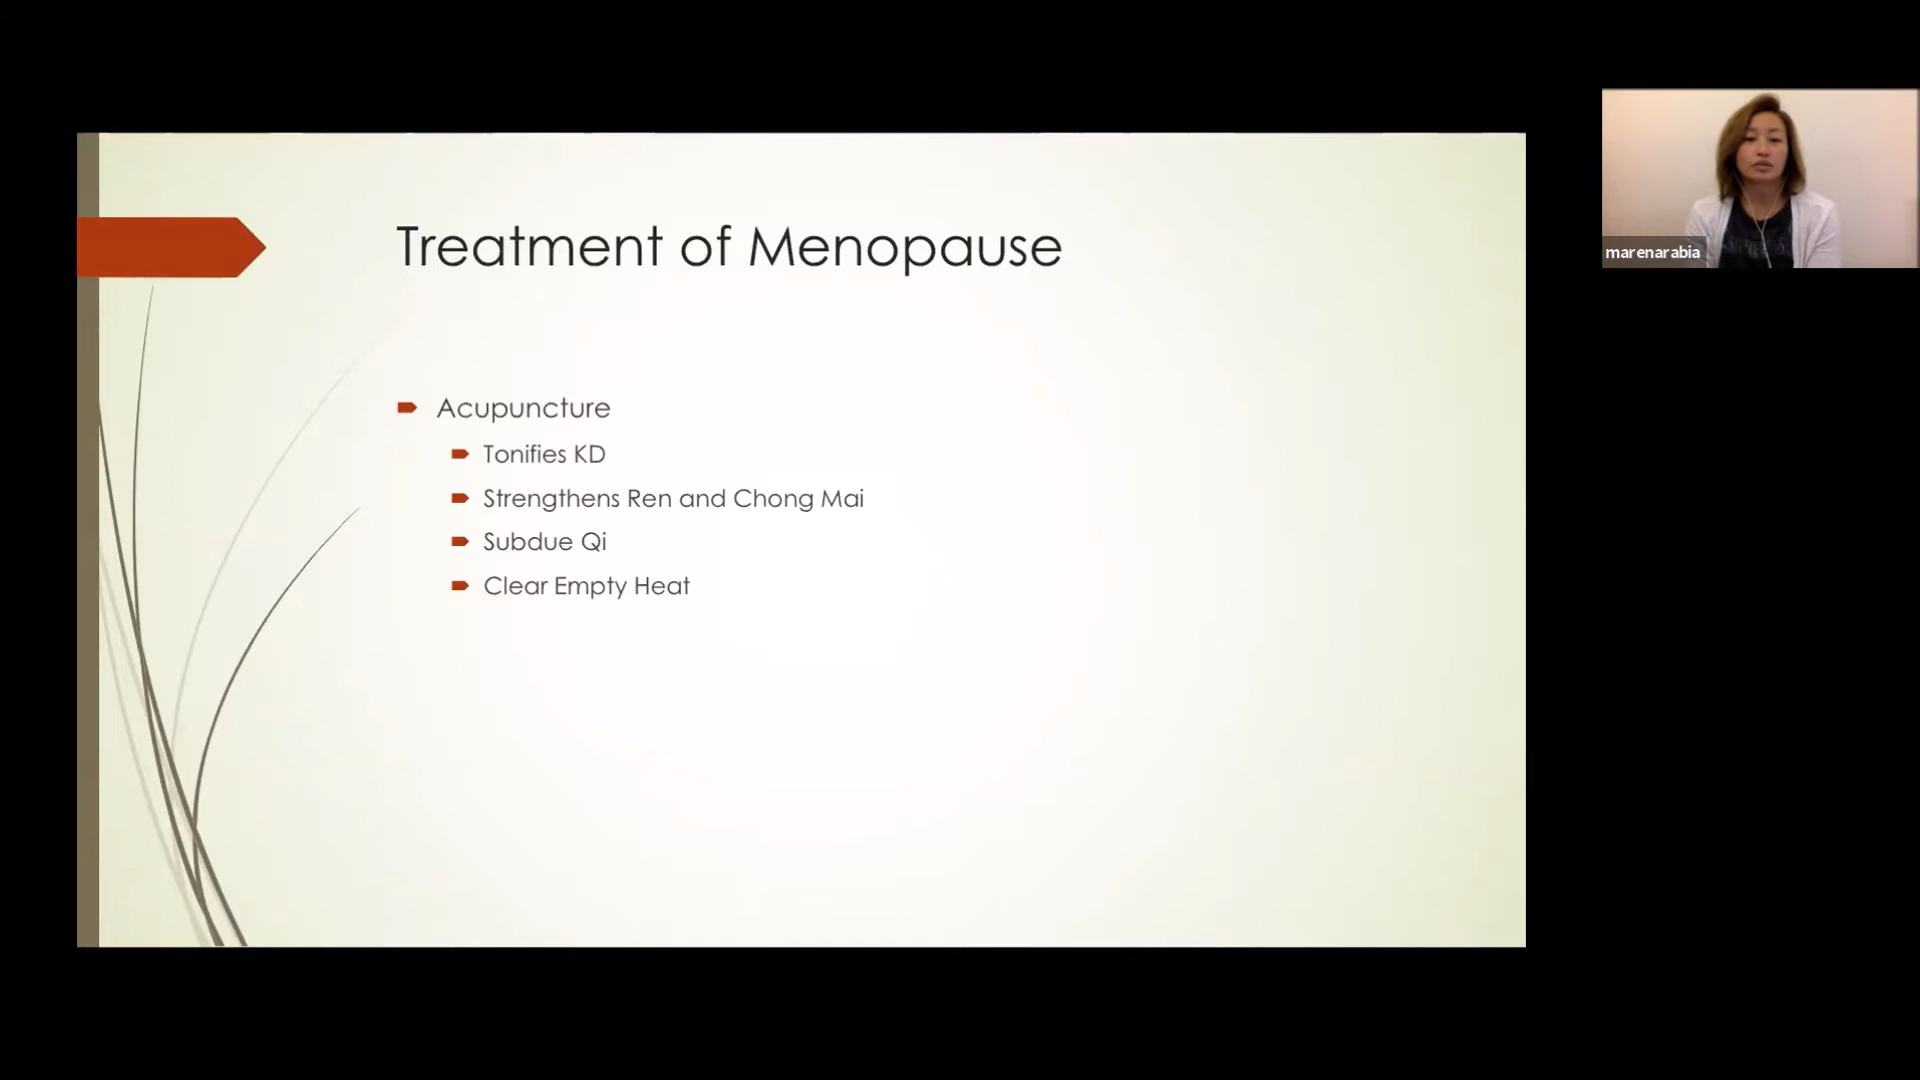 Treatment of Menopause
Acupuncture
Tonifies KD
Strengthens Ren and Chong Mai
Subdue Qi
Clear Empty Heat
marenarabia